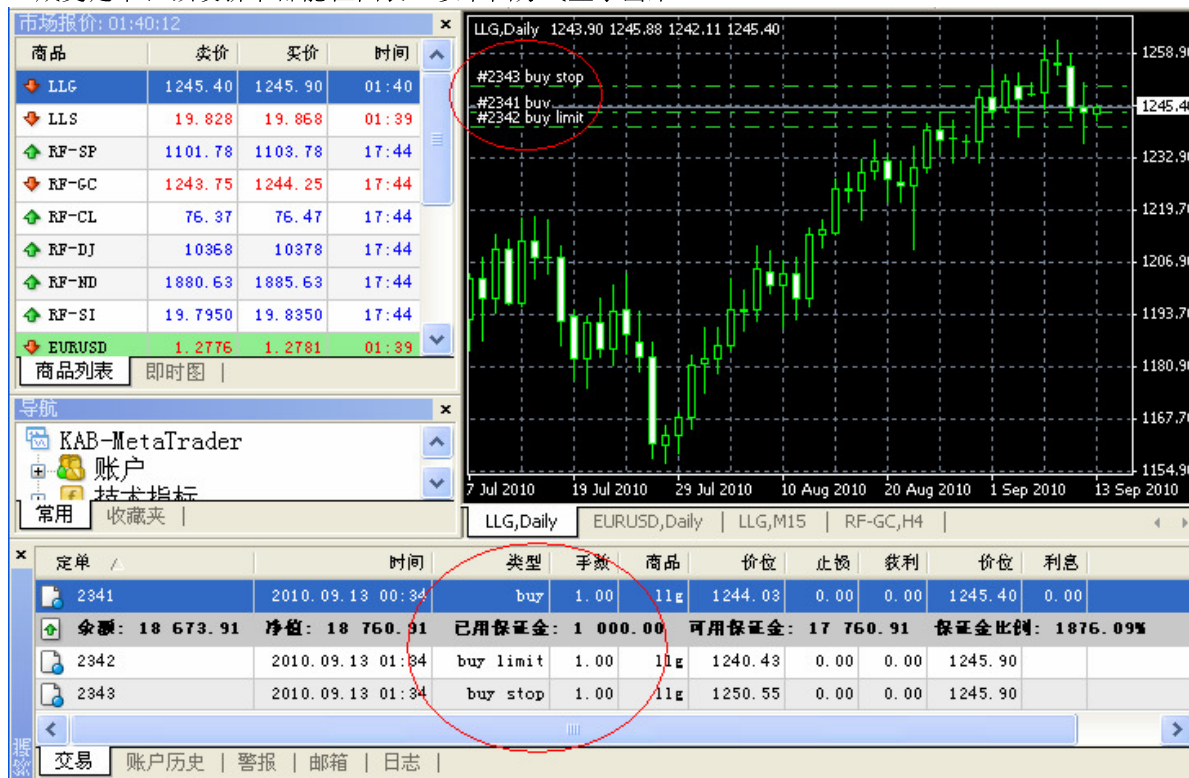 市场报价: 01:40:12
商品 卖价 买价 时间
LLG 1245.40 1245.90 01:40
LLS 19.828 19.868 01:39
RF-SP 1101.78 1103.78 17:44
RF-GC 1243.75 1244.25 17:44
RF-CL 76.37 76.47 17:44
RF-DJ 10368 10378 17:44
RF-ND 1880.63 1885.63 17:44
RF-SI 19.7950 19.8350 17:44
EURUSD 1.2776 1.2781 01:39
商品列表 即时图
导航
KAB-MetaTrader
账户
技术指标
常用 收藏夹
LLG,Daily 1243.90 1245.88 1242.11 1245.40
#2343 buy stop
#2341 buy
#2342 buy limit
1258.90
1245.40
1232.90
1219.70
1206.90
1193.70
1180.90
1167.70
1154.90
7 Jul 2010 19 Jul 2010 29 Jul 2010 10 Aug 2010 20 Aug 2010 1 Sep 2010 13 Sep 2010
LLG,Daily EURUSD,Daily LLG,M15 RF-GC,H4
定单 时间 类型 手数 商品 价位 止损 获利 价位 利息
2341 2010.09.13 00:34 buy 1.00 llg 1244.03 0.00 0.00 1245.40 0.00
余额: 18 673.91 净值: 18 760.91 已用保证金: 1 000.00 可用保证金: 17 760.91 保证金比例: 1876.09%
2342 2010.09.13 01:34 buy limit 1.00 llg 1240.43 0.00 0.00 1245.90
2343 2010.09.13 01:34 buy stop 1.00 llg 1250.55 0.00 0.00 1245.90
交易 账户历史 警报 邮箱 日志